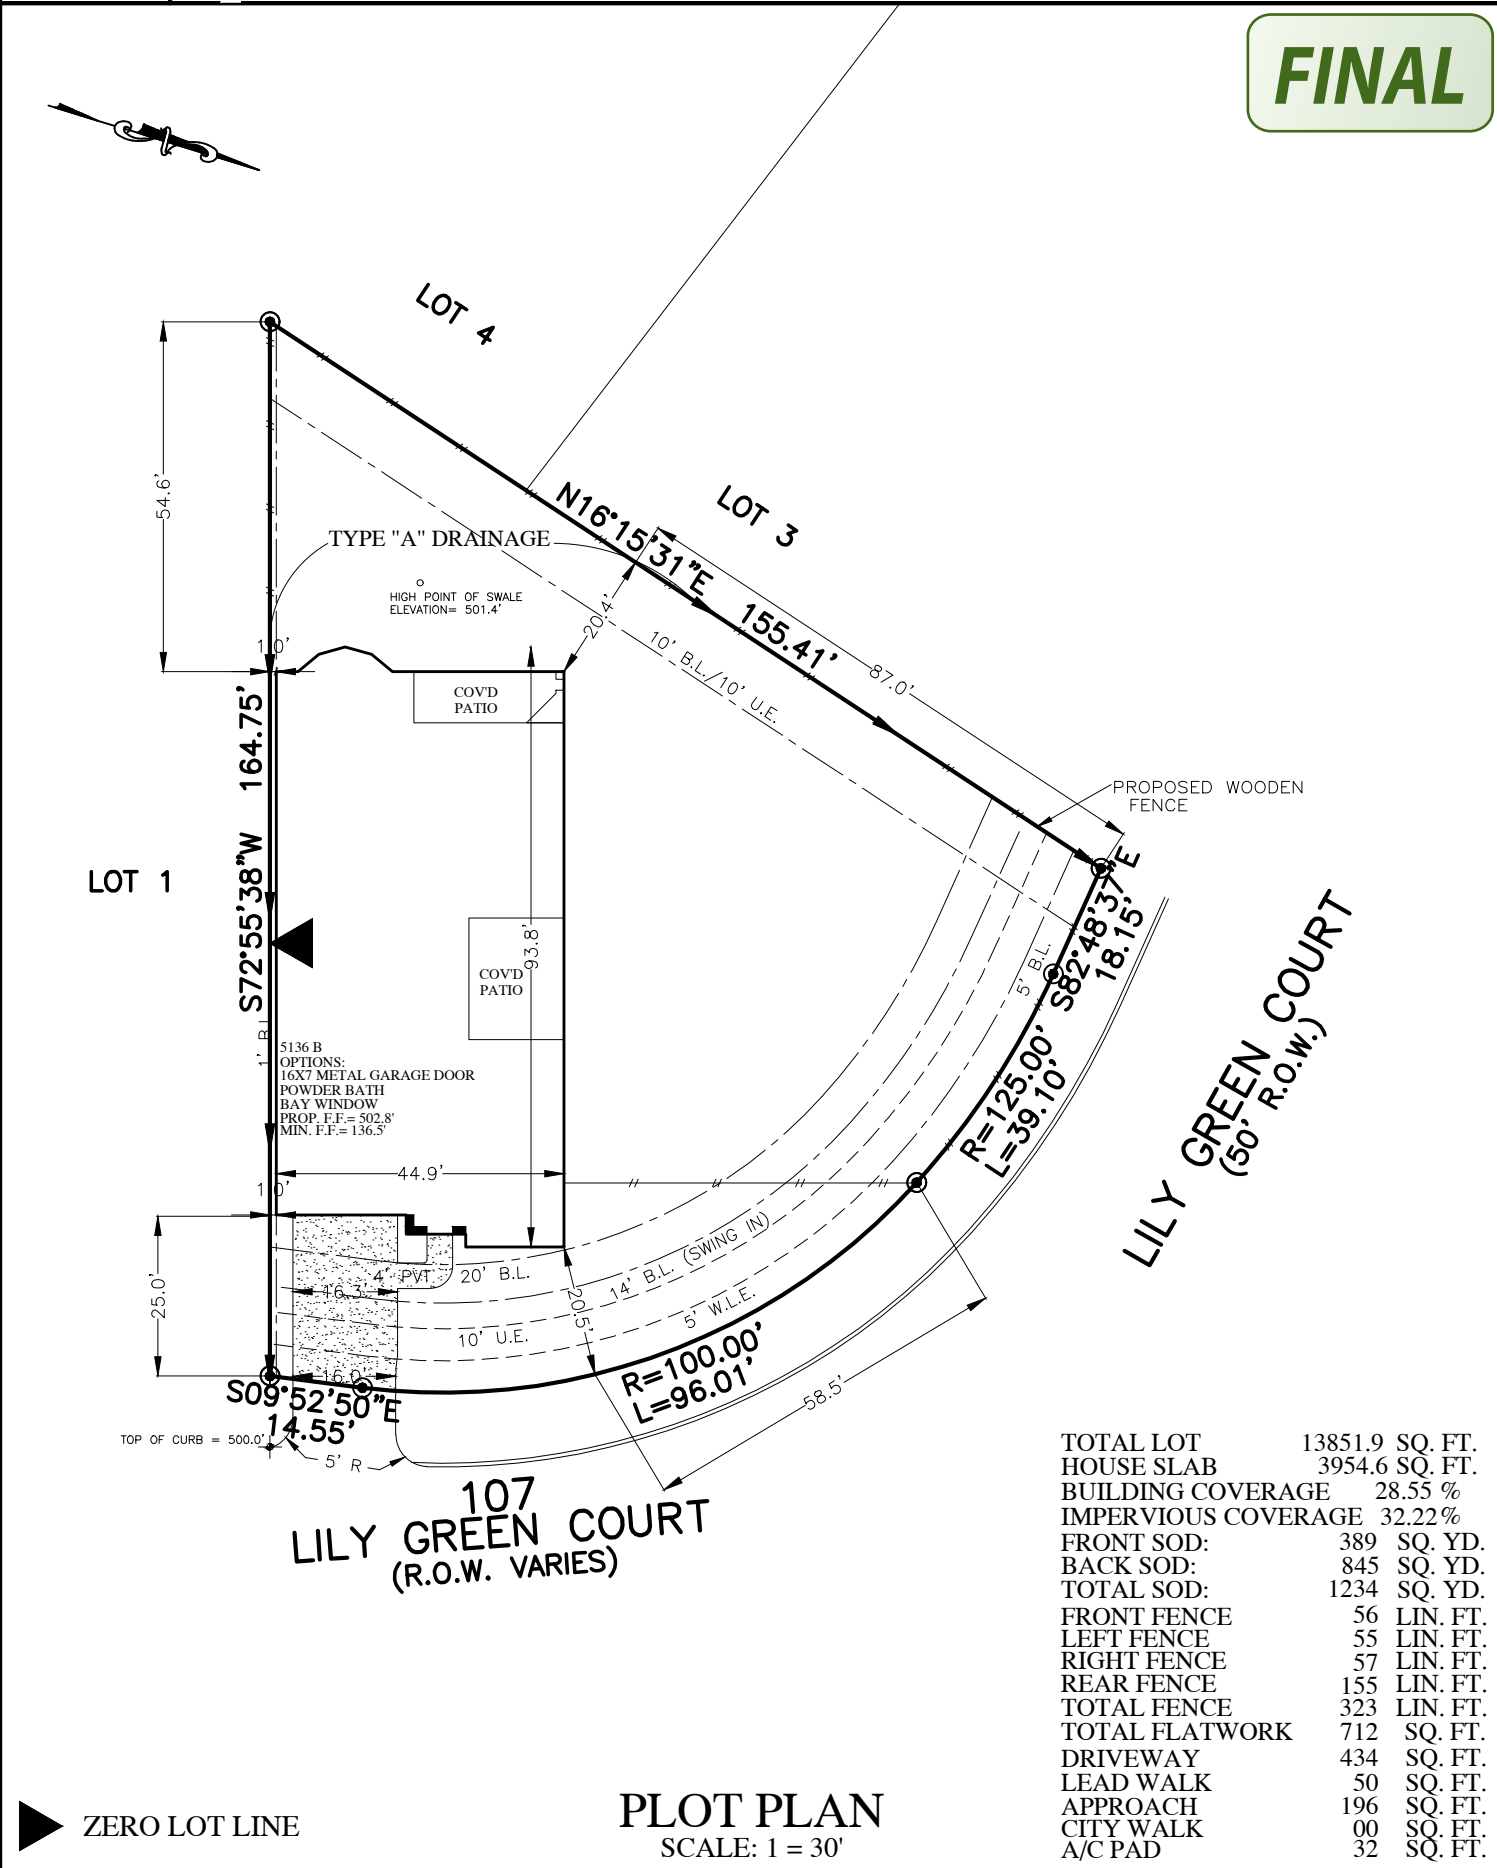 FINAL
LOT 4
LOT 3
54.6'
N16°15'31"E 155.41'
TYPE "A" DRAINAGE
HIGH POINT OF SWALE
ELEVATION= 501.4'
20.4'
1.0'
10' B.L./10' U.E.
87.0'
COV'D
PATIO
S72°55'38"W 164.75'
PROPOSED WOODEN
FENCE
LOT 1
93.8'
COV'D
PATIO
S82°48'37"E
18.15'
5' B.L.
1' B.L.
5136 B
OPTIONS:
16X7 METAL GARAGE DOOR
POWDER BATH
BAY WINDOW
PROP. F.F.= 502.8'
MIN. F.F.= 136.5'
R=125.00'
L=39.10'
LILY GREEN COURT
(50' R.O.W.)
44.9'
1.0'
25.0'
4' PVT
20' B.L.
14' B.L. (SWING IN)
16.3'
20.5'
5' W.L.E.
10' U.E.
16.0'
R=100.00'
L=96.01'
58.5'
S09°52'50"E
14.55'
TOP OF CURB = 500.0'
5' R
107
LILY GREEN COURT
(R.O.W. VARIES)
TOTAL LOT 13851.9 SQ. FT.
HOUSE SLAB 3954.6 SQ. FT.
BUILDING COVERAGE 28.55 %
IMPERVIOUS COVERAGE 32.22%
FRONT SOD: 389 SQ. YD.
BACK SOD: 845 SQ. YD.
TOTAL SOD: 1234 SQ. YD.
FRONT FENCE 56 LIN. FT.
LEFT FENCE 55 LIN. FT.
RIGHT FENCE 57 LIN. FT.
REAR FENCE 155 LIN. FT.
TOTAL FENCE 323 LIN. FT.
TOTAL FLATWORK 712 SQ. FT.
DRIVEWAY 434 SQ. FT.
LEAD WALK 50 SQ. FT.
APPROACH 196 SQ. FT.
CITY WALK 00 SQ. FT.
A/C PAD 32 SQ. FT.
ZERO LOT LINE
PLOT PLAN
SCALE: 1 = 30'